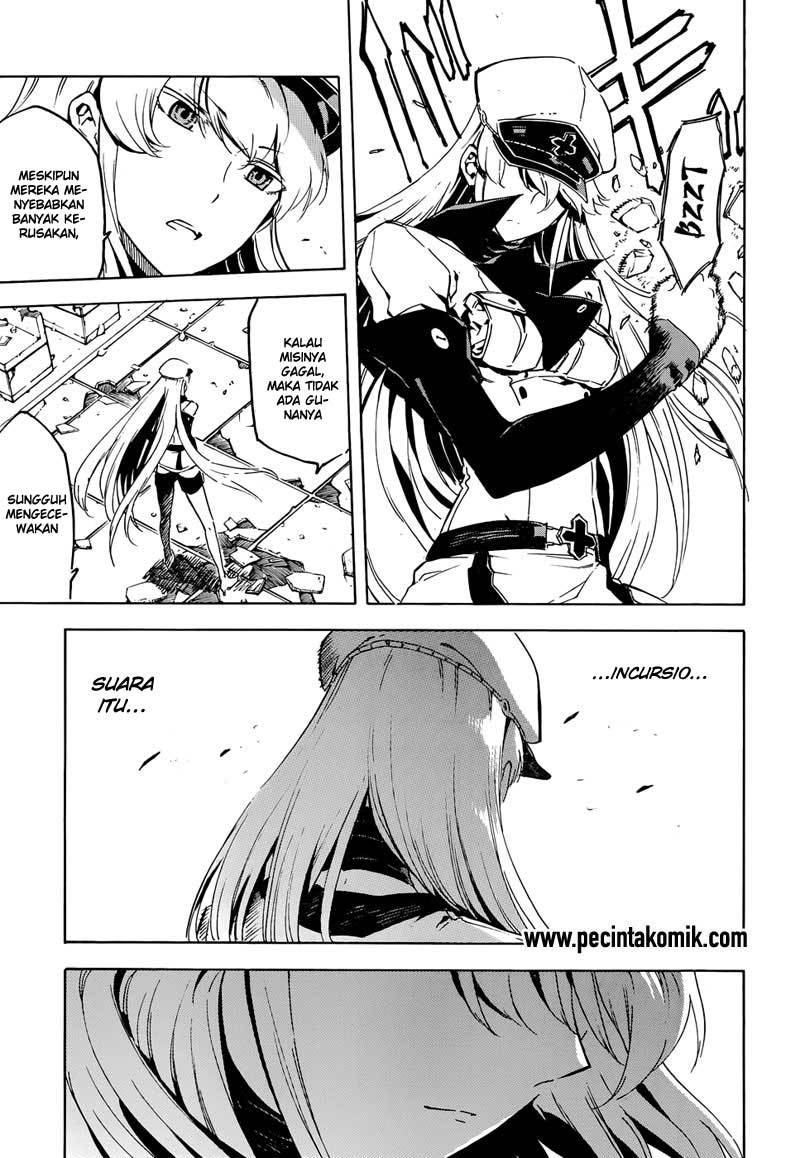 BZZT
MESKIPUN
MEREKA ME-
NYEBABKAN
BANYAK KE-
RUSAKAN,
KALAU
MISINYA
GAGAL,
MAKA TIDAK
ADA GU-
NANYA
SUNGGUH
MENGECE-
WAKAN
...INCURSIO...
SUARA
ITU...
www.pecintakomik.com